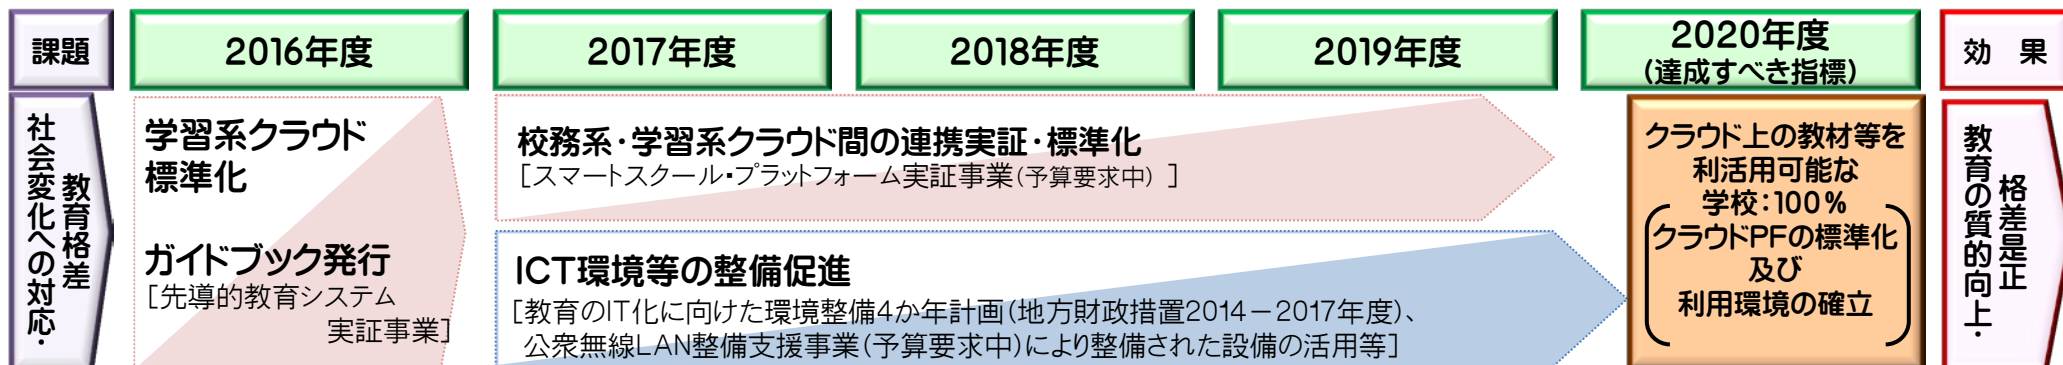 課題
2016年度
2017年度
2018年度
2019年度
2020年度
(達成すべき指標)
効　果
社会変化への対応・
教育格差
学習系クラウド
標準化
ガイドブック発行
[先導的教育システム
実証事業]
校務系・学習系クラウド間の連携実証・標準化
[スマートスクール・プラットフォーム実証事業(予算要求中) ]
ICT環境等の整備促進
[教育のIT化に向けた環境整備4か年計画(地方財政措置2014－2017年度)、
公衆無線LAN整備支援事業(予算要求中)により整備された設備の活用等]
クラウド上の教材等を
利活用可能な
学校：100％
クラウドPFの標準化
及び
利用環境の確立
教育の質的向上・
格差是正